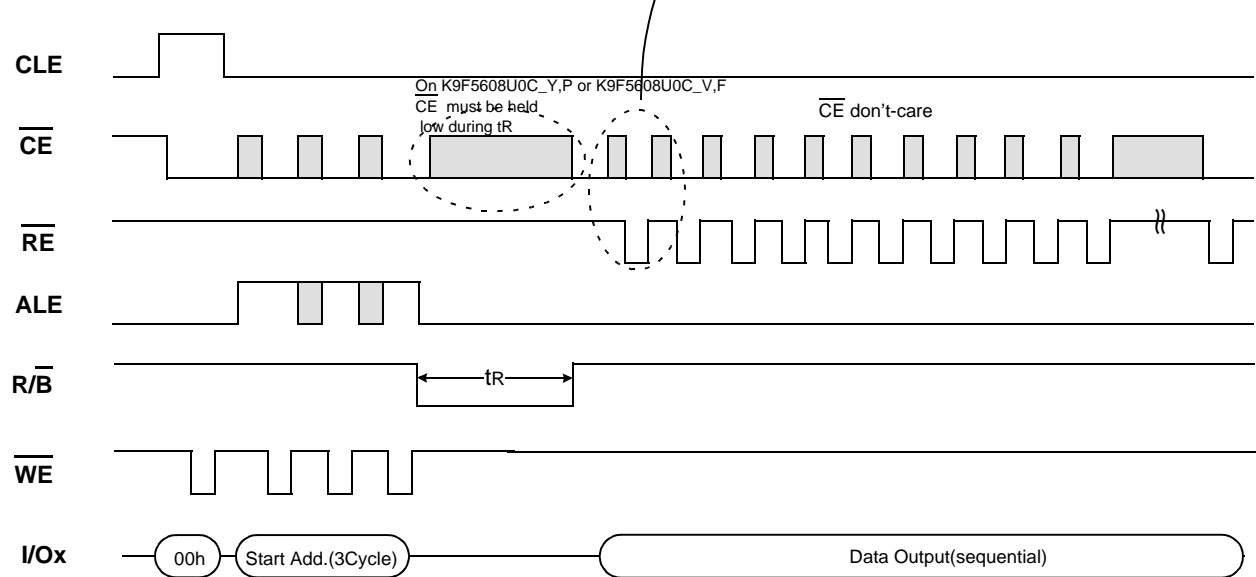 CLE
On K9F5608U0C_Y,P or K9F5608U0C_V,F
CE must be held
low during tR
CE don't-care
CE
RE
ALE
R/B
tR
WE
I/Ox
00h
Start Add.(3Cycle)
Data Output(sequential)